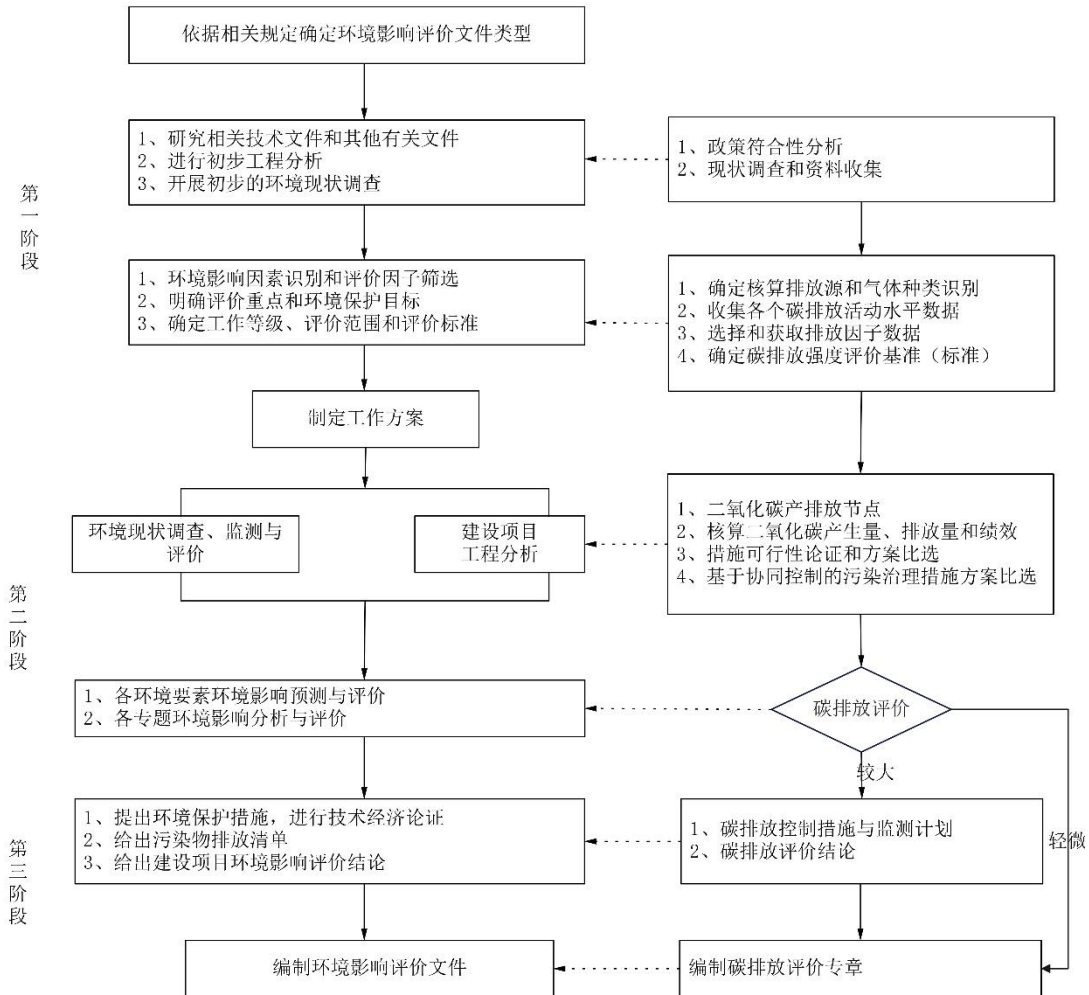 依据相关规定确定环境影响评价文件类型
1、研究相关技术文件和其他有关文件
2、进行初步工程分析
3、开展初步的环境现状调查
1、政策符合性分析
2、现状调查和资料收集
第一阶段
1、环境影响因素识别和评价因子筛选
2、明确评价重点和环境保护目标
3、确定工作等级、评价范围和评价标准
1、确定核算排放源和气体种类识别
2、收集各个碳排放活动水平数据
3、选择和获取排放因子数据
4、确定碳排放强度评价基准（标准）
制定工作方案
环境现状调查、监测与
评价
建设项目
工程分析
1、二氧化碳产排放节点
2、核算二氧化碳产生量、排放量和绩效
3、措施可行性论证和方案比选
4、基于协同控制的污染治理措施方案比选
第二阶段
1、各环境要素环境影响预测与评价
2、各专题环境影响分析与评价
碳排放评价
较大
轻微
第三阶段
1、提出环境保护措施，进行技术经济论证
2、给出污染物排放清单
3、给出建设项目环境影响评价结论
1、碳排放控制措施与监测计划
2、碳排放评价结论
编制环境影响评价文件
编制碳排放评价专章